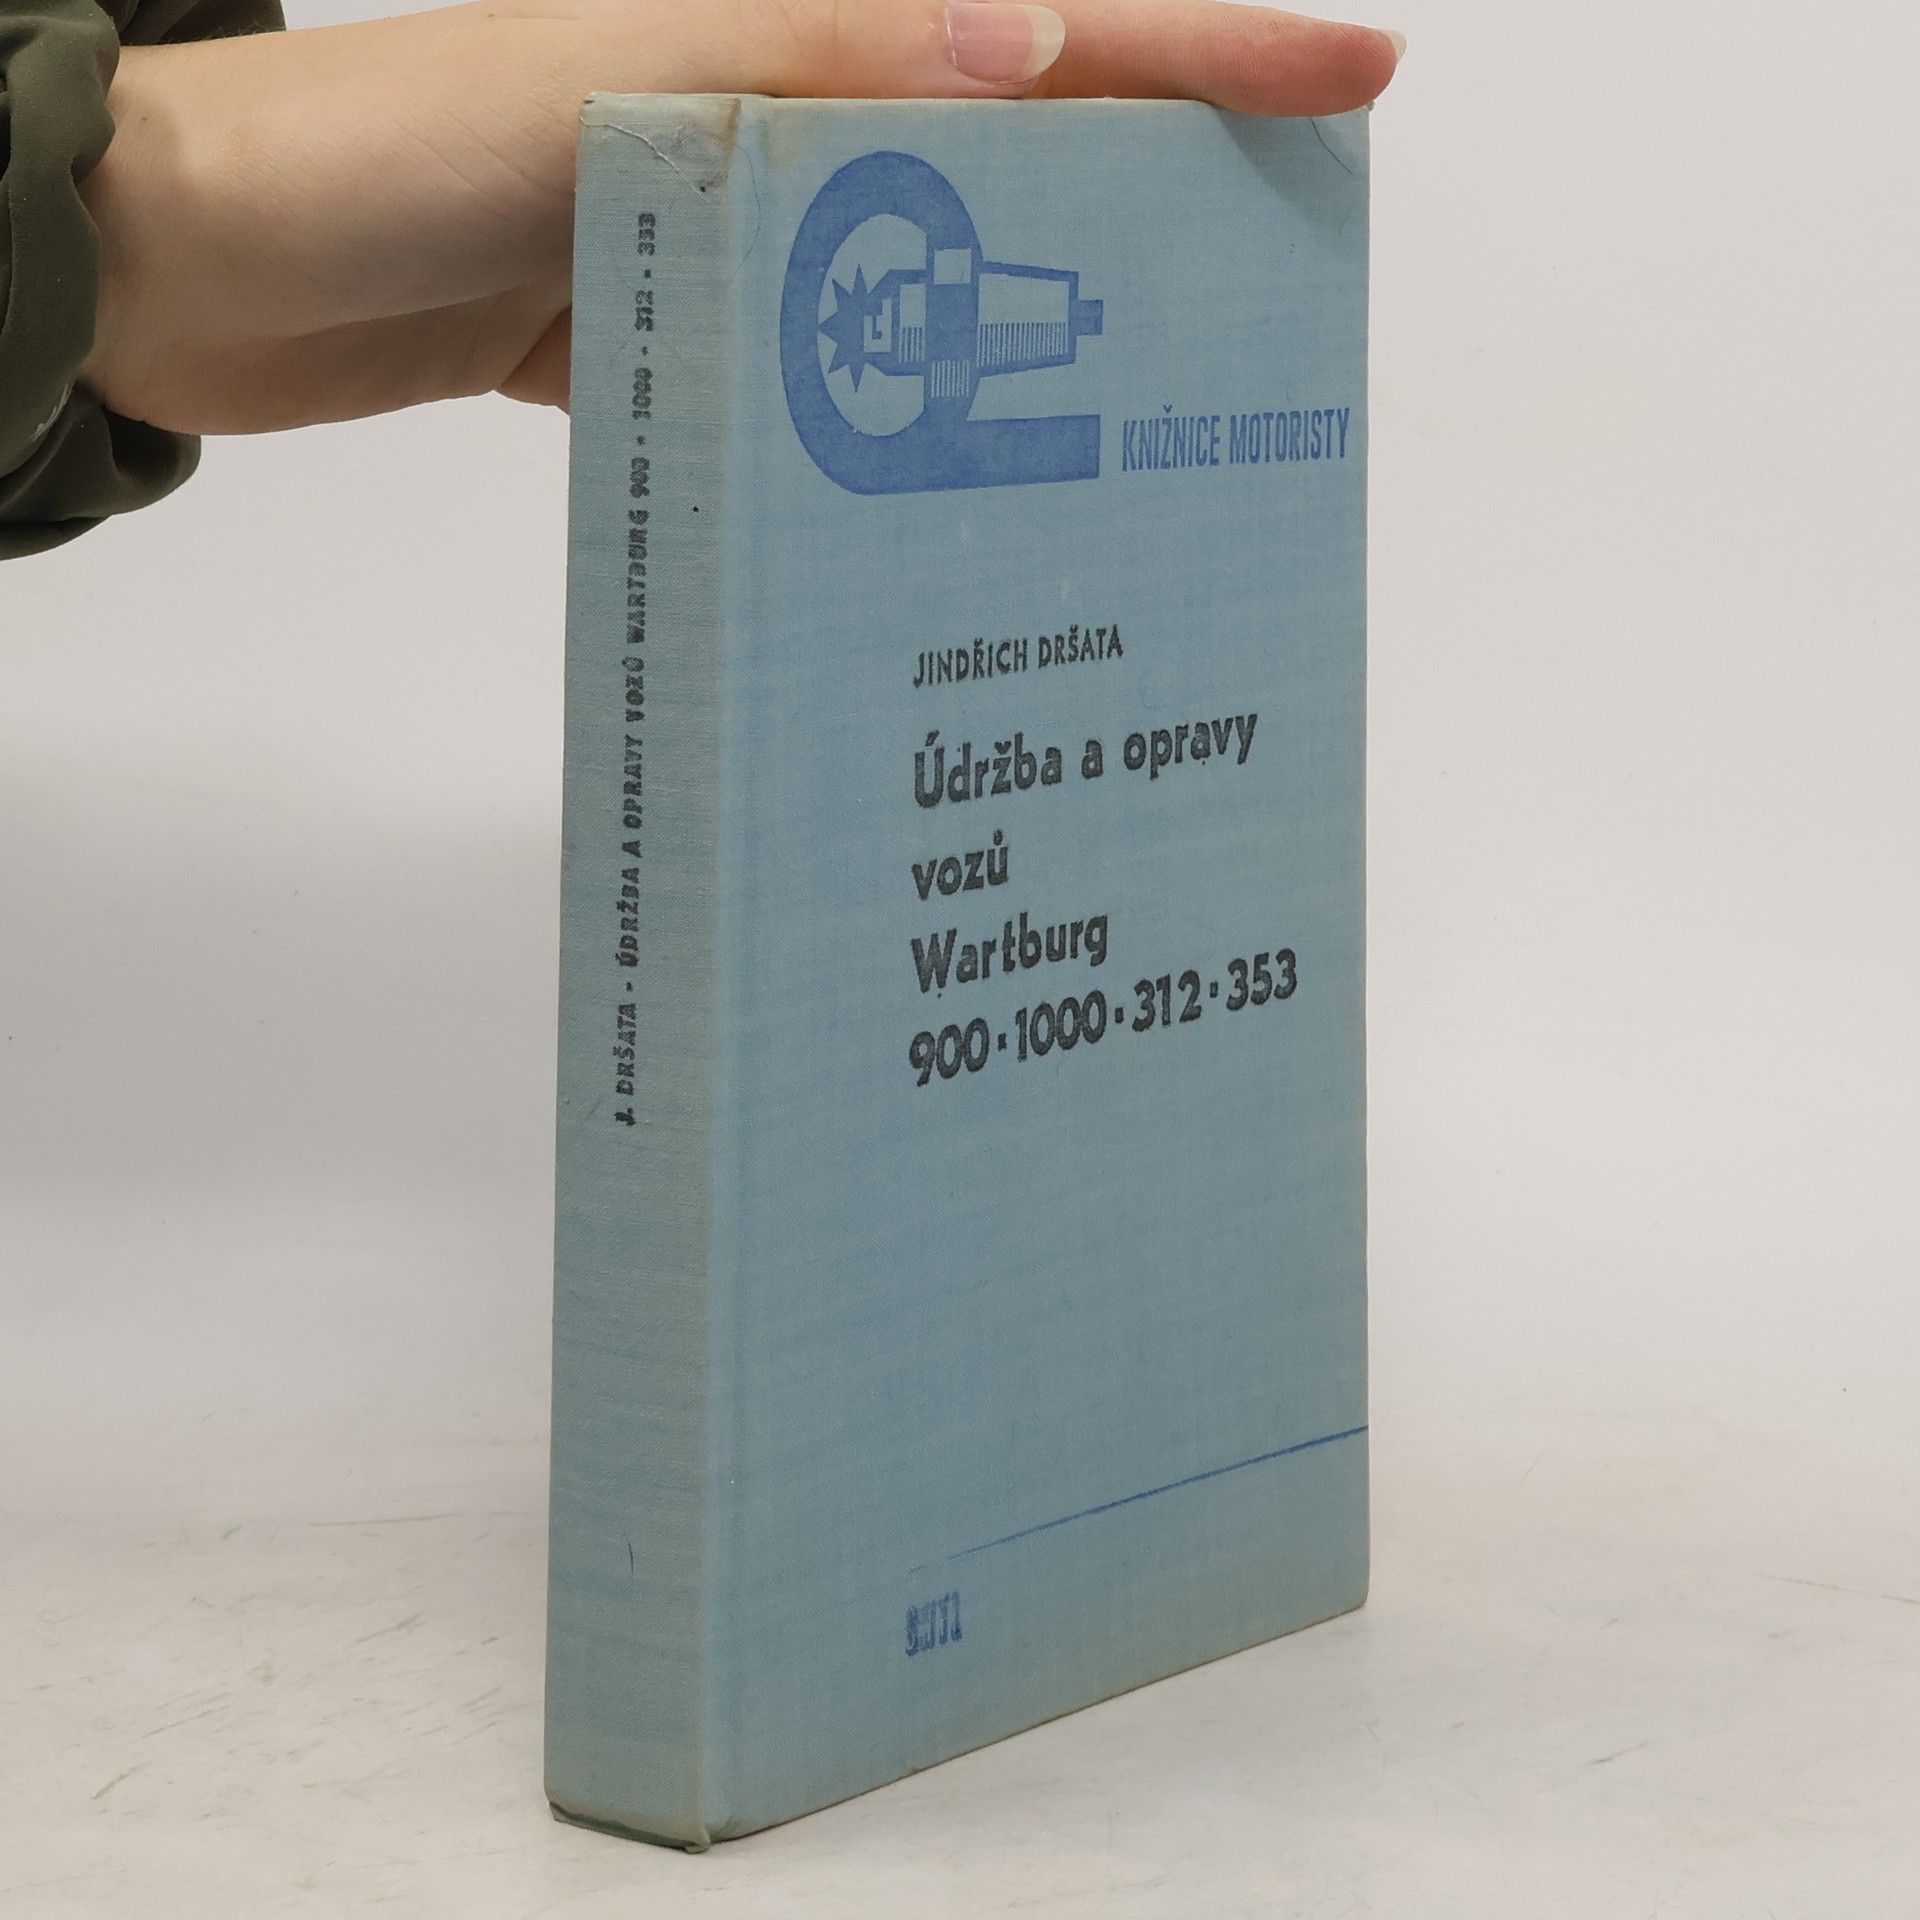 J. DRŠATA - ÚDRŽBA A OPRAVY VOZŮ WARTBURG 900 · 1000 · 312 · 353
KNIŽNICE MOTORISTY
JINDŘICH DRŠATA
Údržba a opravy
vozů
Wartburg
900·1000·312·353